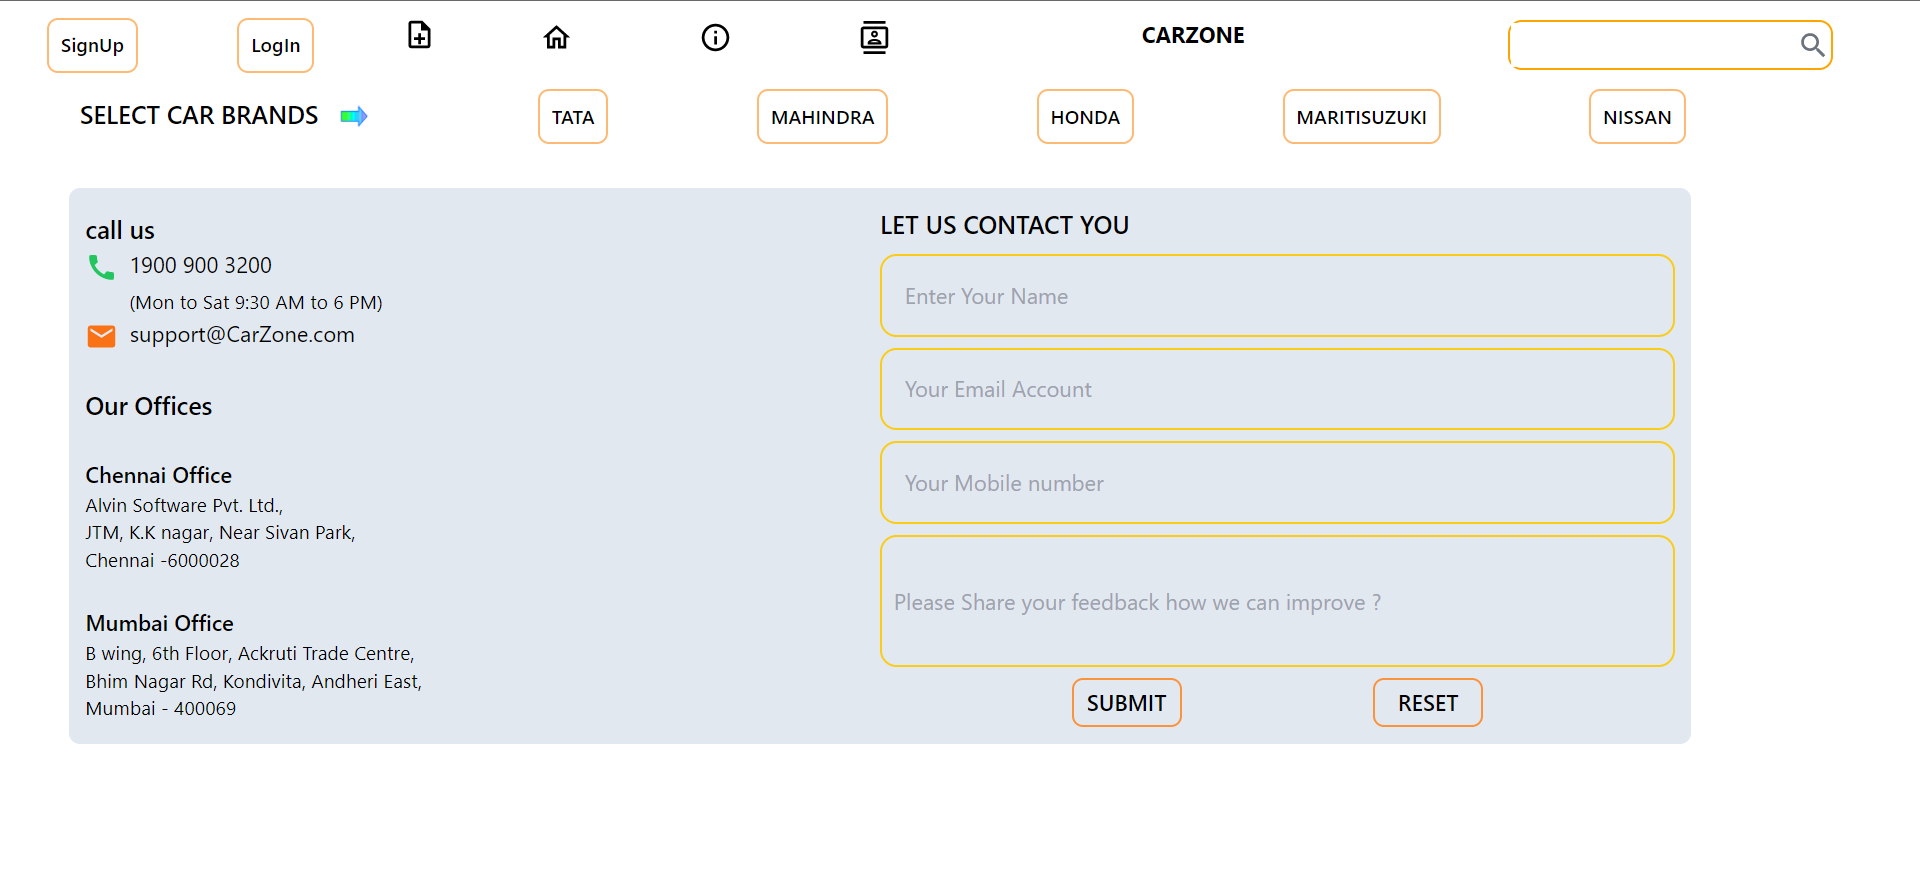 SignUp
LogIn
CARZONE
SELECT CAR BRANDS
TATA
MAHINDRA
HONDA
MARITISUZUKI
NISSAN
call us
1900 900 3200
(Mon to Sat 9:30 AM to 6 PM)
support@CarZone.com
Our Offices
Chennai Office
Alvin Software Pvt. Ltd.,
JTM, K.K nagar, Near Sivan Park,
Chennai -6000028
Mumbai Office
B wing, 6th Floor, Ackruti Trade Centre,
Bhim Nagar Rd, Kondivita, Andheri East,
Mumbai - 400069
LET US CONTACT YOU
Enter Your Name
Your Email Account
Your Mobile number
Please Share your feedback how we can improve ?
SUBMIT
RESET